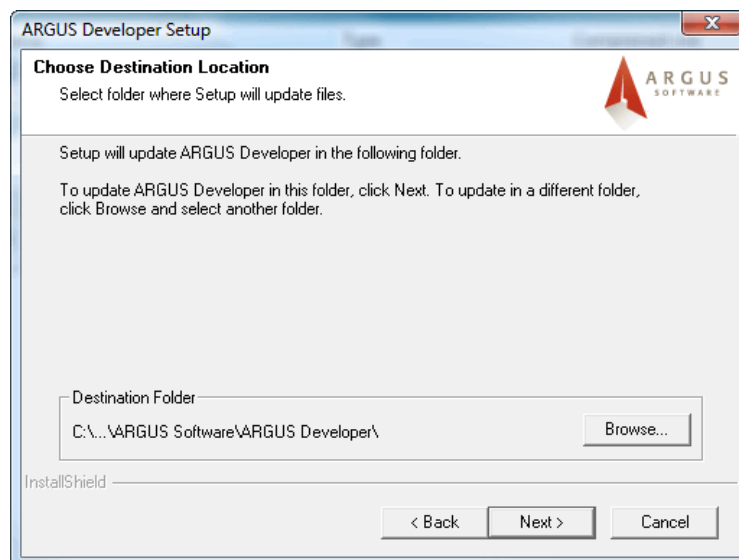 ARGUS Developer Setup
Choose Destination Location
Select folder where Setup will update files.
ARGUS
SOFTWARE
Setup will update ARGUS Developer in the following folder.
To update ARGUS Developer in this folder, click Next. To update in a different folder,
click Browse and select another folder.
Destination Folder
C:\...\ARGUS Software\ARGUS Developer\
Browse...
InstallShield
< Back
Next >
Cancel